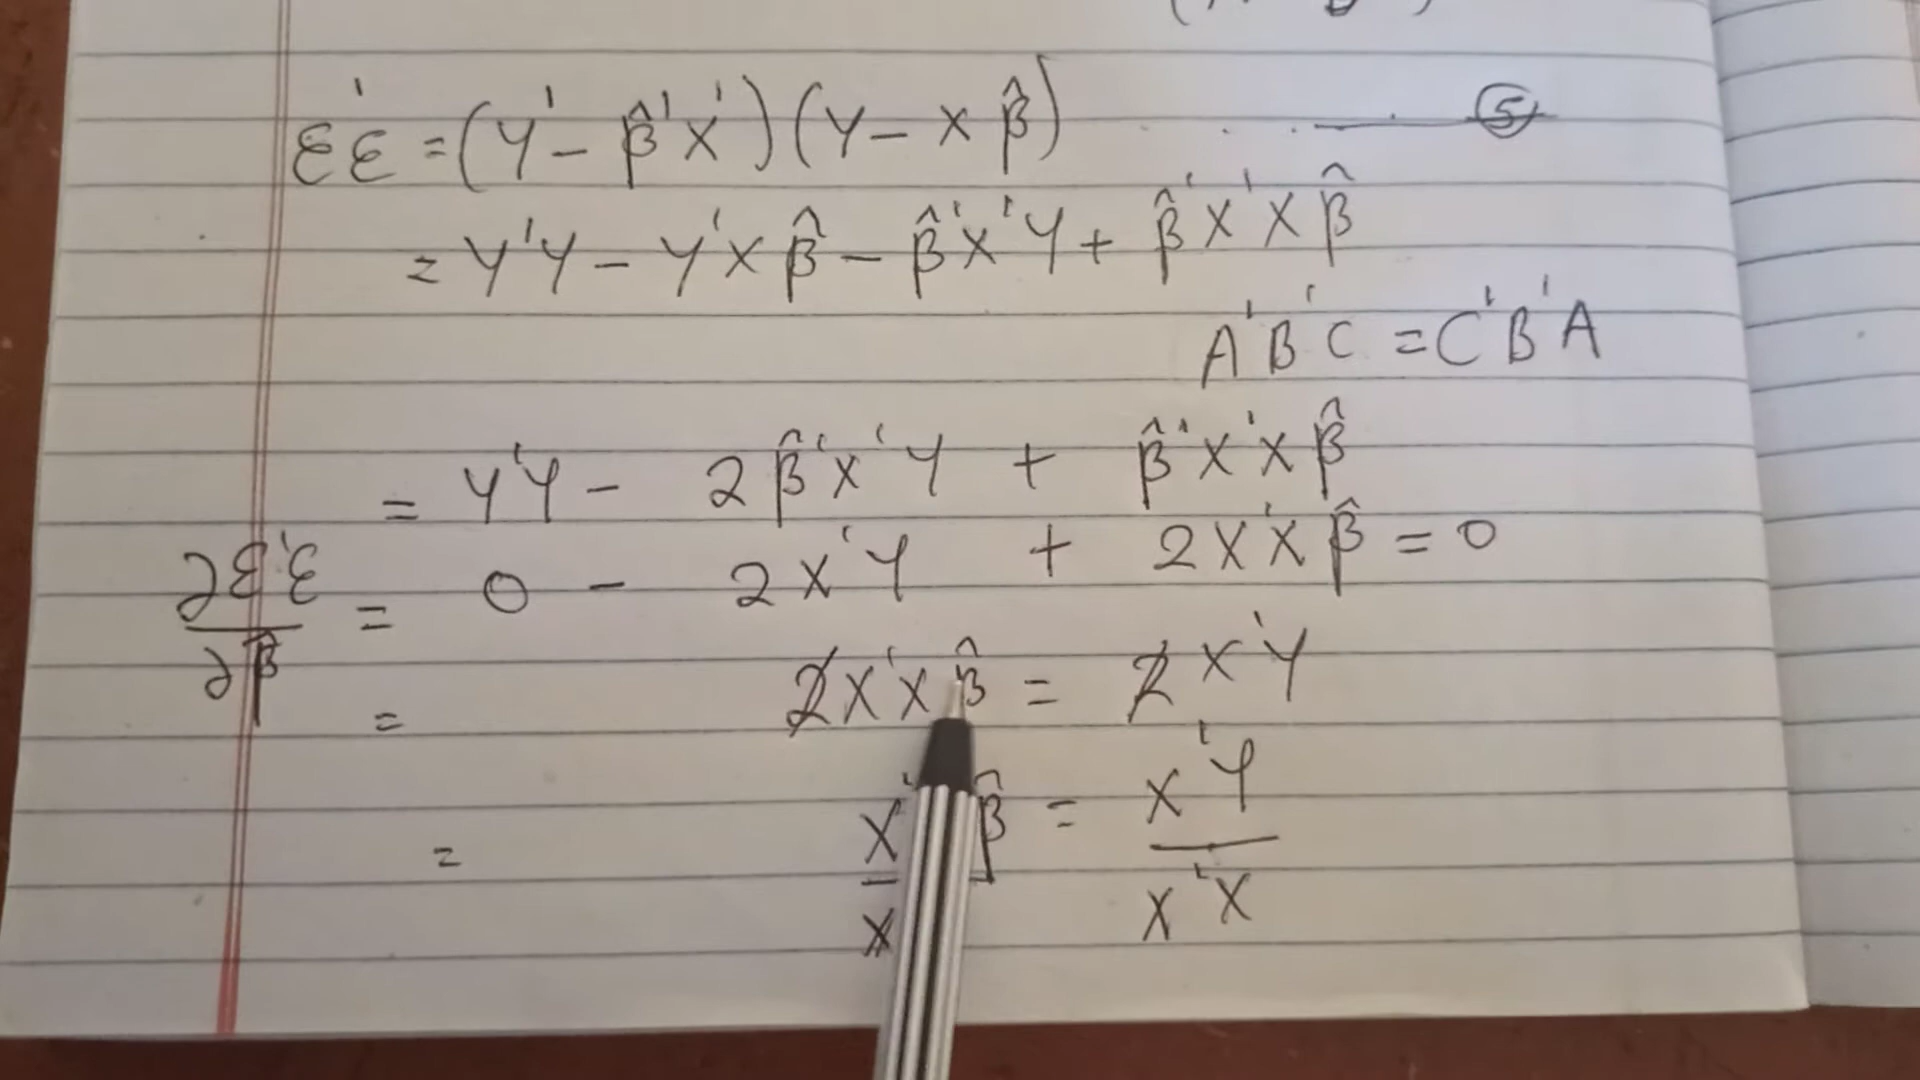 ε'ε = (Y' - β̂'X')(Y - Xβ̂) ⑤
= Y'Y - Y'Xβ̂ - β̂'X'Y + β̂'X'Xβ̂
A'B'C = C'B'A
= Y'Y - 2β̂'X'Y + β̂'X'Xβ̂
∂ε'ε/∂β̂ = 0 - 2X'Y + 2X'Xβ̂ = 0
= 2X'Xβ̂ = 2X'Y
= X' β̂ = X'Y
X X'X